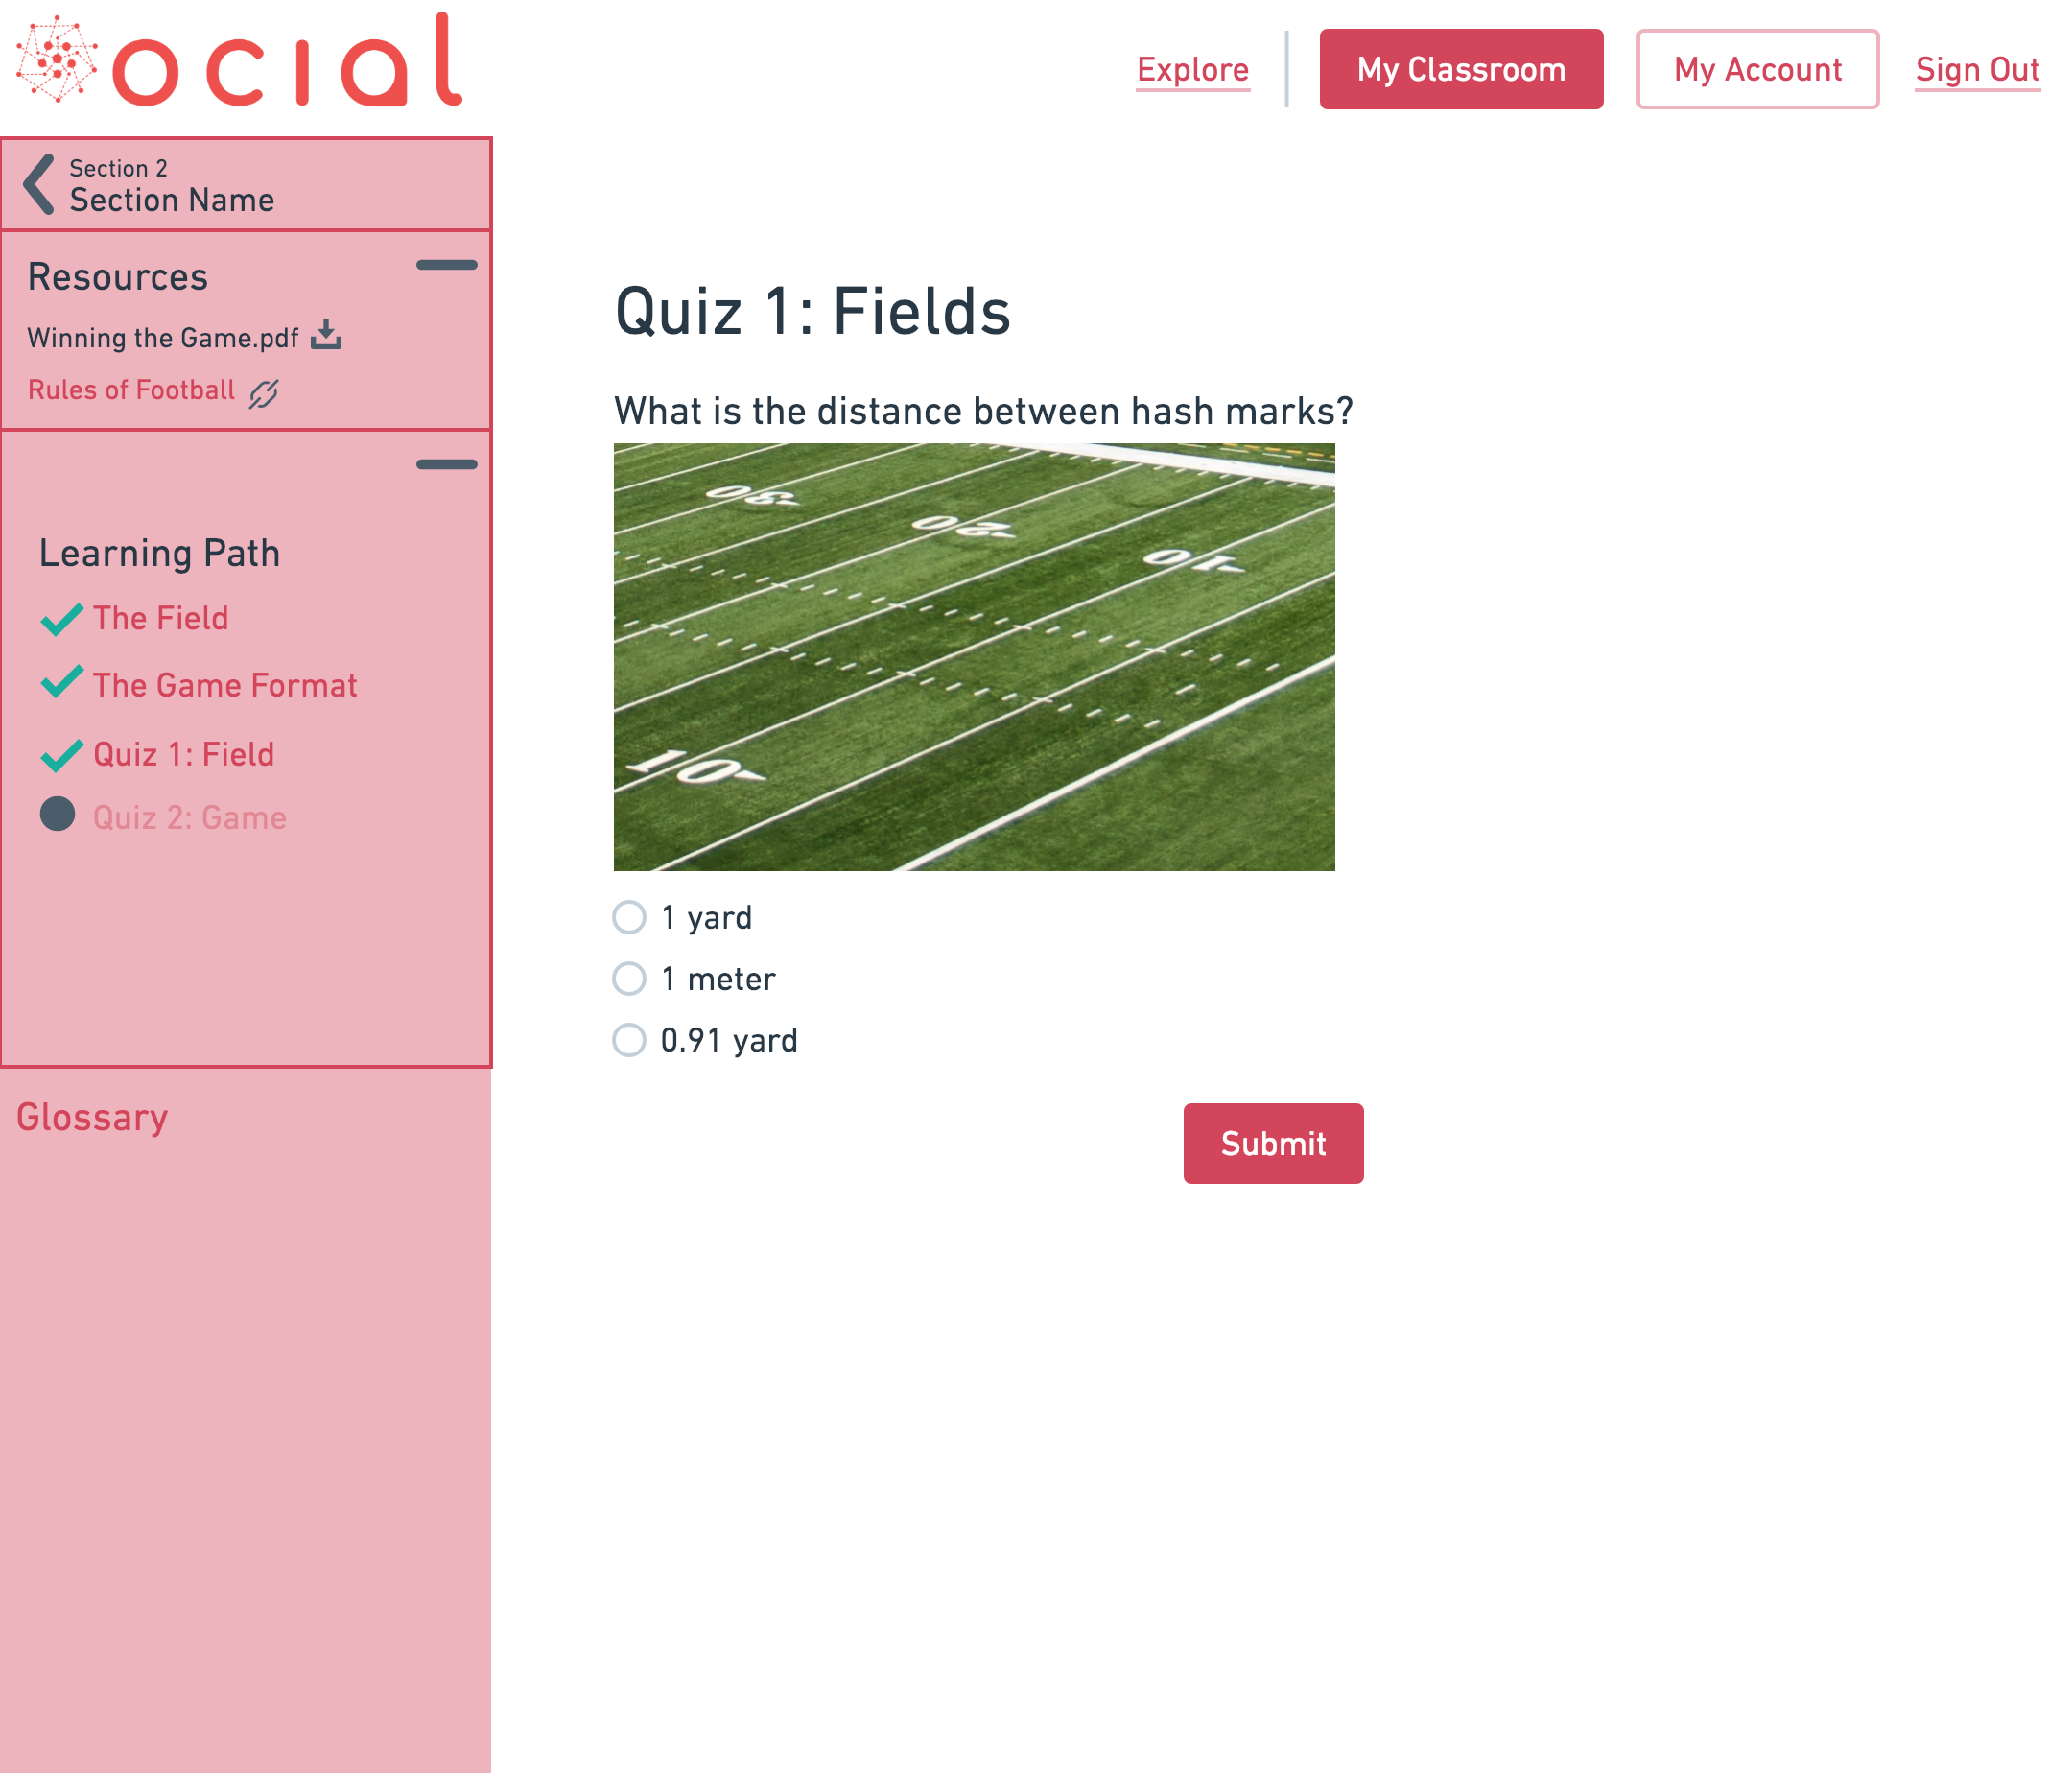 ocial
Explore
My Classroom
My Account
Sign Out
Section 2
Section Name
Resources
Winning the Game.pdf
Rules of Football
Learning Path
The Field
The Game Format
Quiz 1: Field
Quiz 2: Game
Glossary
Quiz 1: Fields
What is the distance between hash marks?
30
20
10
10
1 yard
1 meter
0.91 yard
Submit